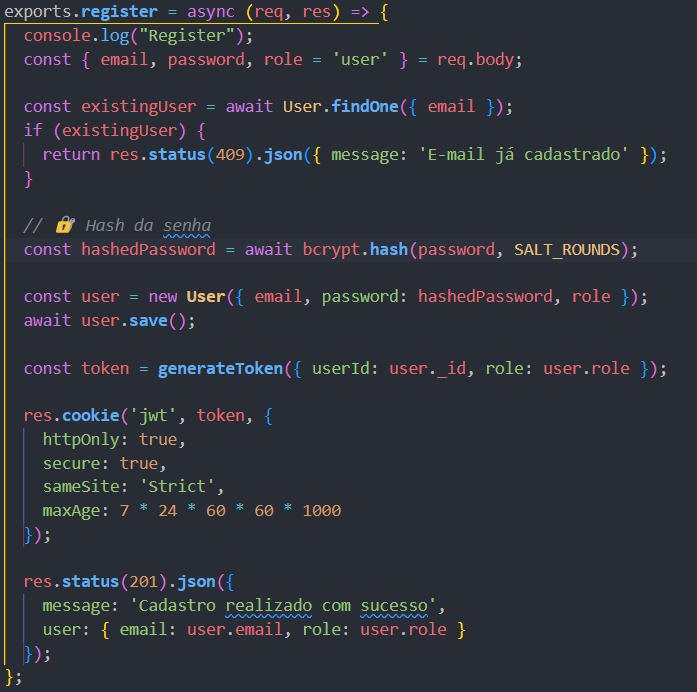 exports.register = async (req, res) => {
  console.log("Register");
  const { email, password, role = 'user' } = req.body;

  const existingUser = await User.findOne({ email });
  if (existingUser) {
    return res.status(409).json({ message: 'E-mail já cadastrado' });
  }

  // 🔐 Hash da senha
  const hashedPassword = await bcrypt.hash(password, SALT_ROUNDS);

  const user = new User({ email, password: hashedPassword, role });
  await user.save();

  const token = generateToken({ userId: user._id, role: user.role });

  res.cookie('jwt', token, {
    httpOnly: true,
    secure: true,
    sameSite: 'Strict',
    maxAge: 7 * 24 * 60 * 60 * 1000
  });

  res.status(201).json({
    message: 'Cadastro realizado com sucesso',
    user: { email: user.email, role: user.role }
  });
};